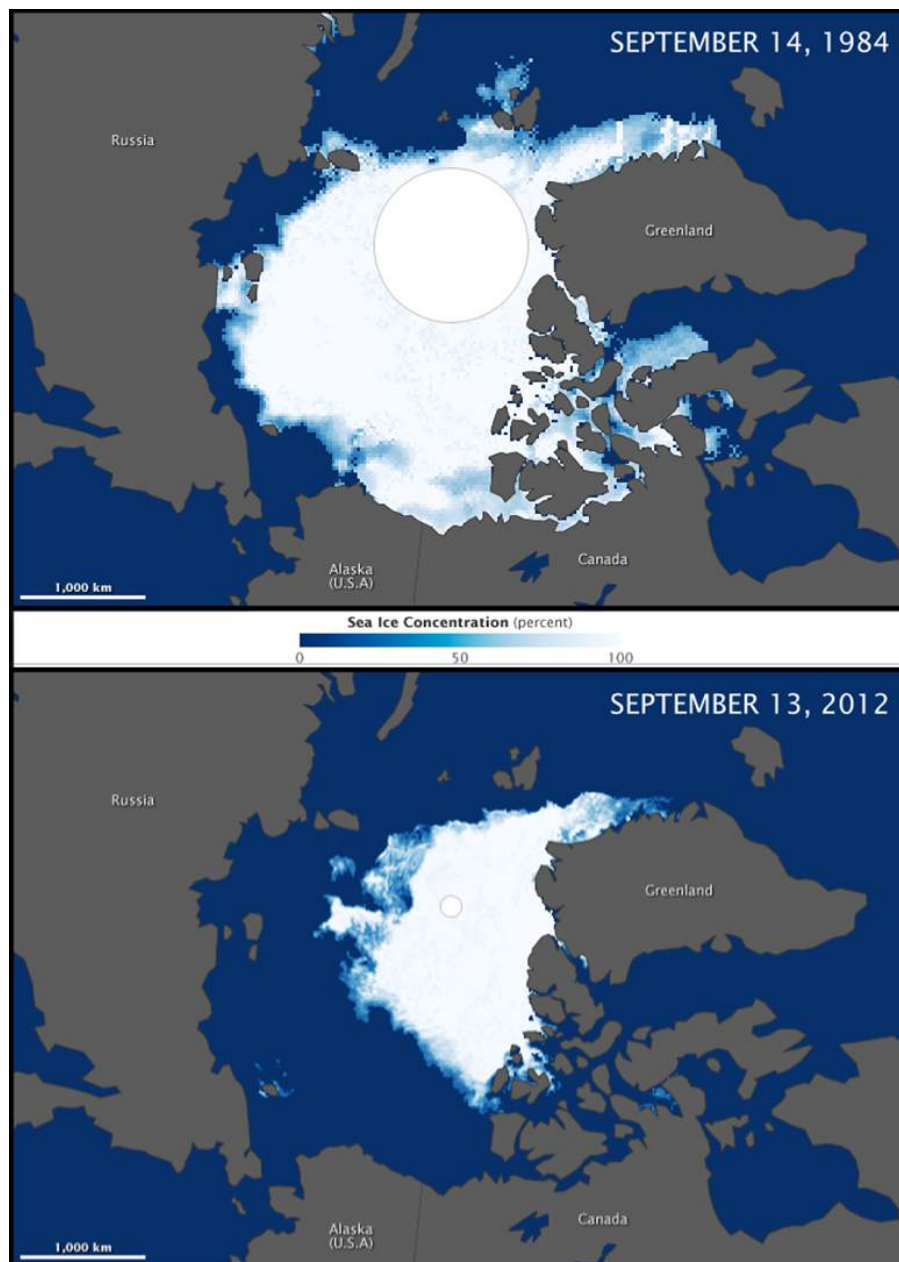 SEPTEMBER 14, 1984
Russia
Greenland
Alaska
(U.S.A)
Canada
1,000 km
Sea Ice Concentration (percent)
0 50 100
SEPTEMBER 13, 2012
Russia
Greenland
Canada
Alaska
(U.S.A)
1,000 km